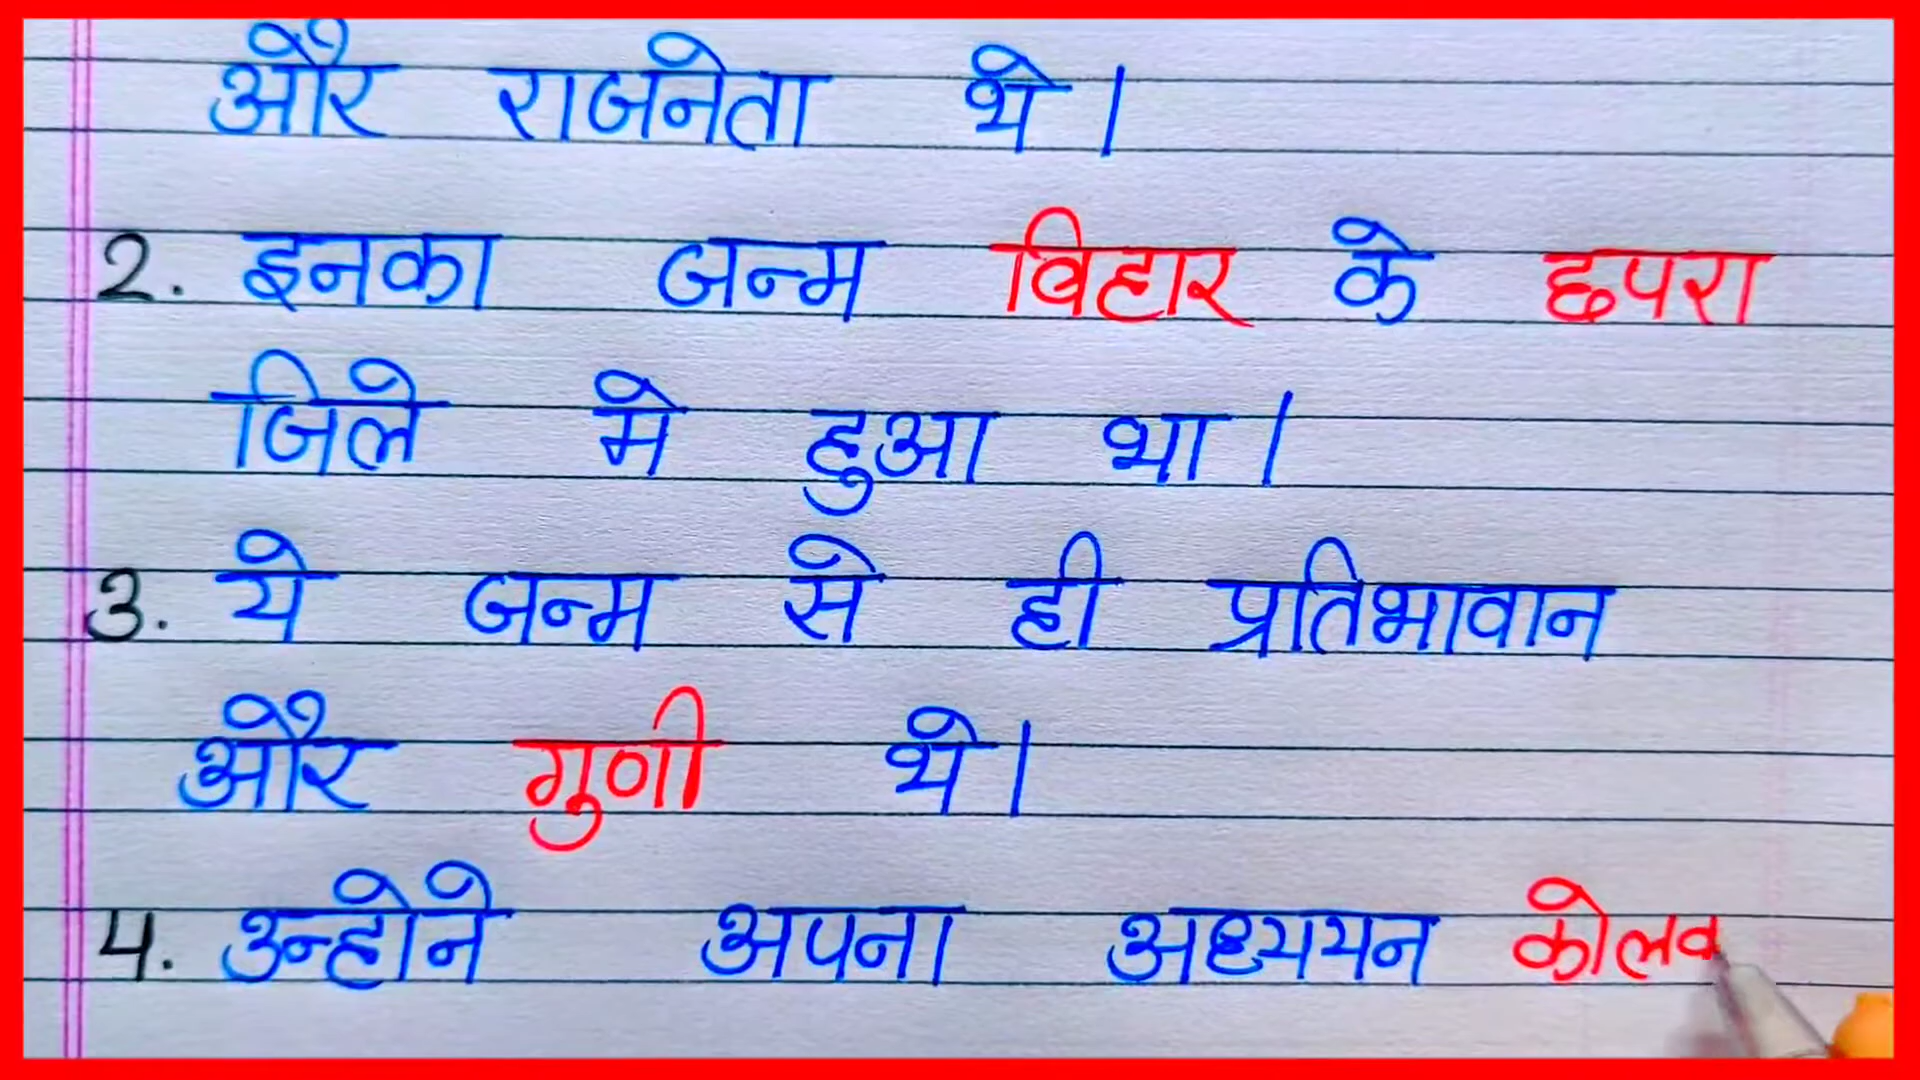 और राजनेता थे।
2. इनका जन्म बिहार के छपरा
जिले मे हुआ था।
3. ये जन्म से ही प्रतिभावान
और गुणी थे।
4. उन्होने अपना अध्ययन